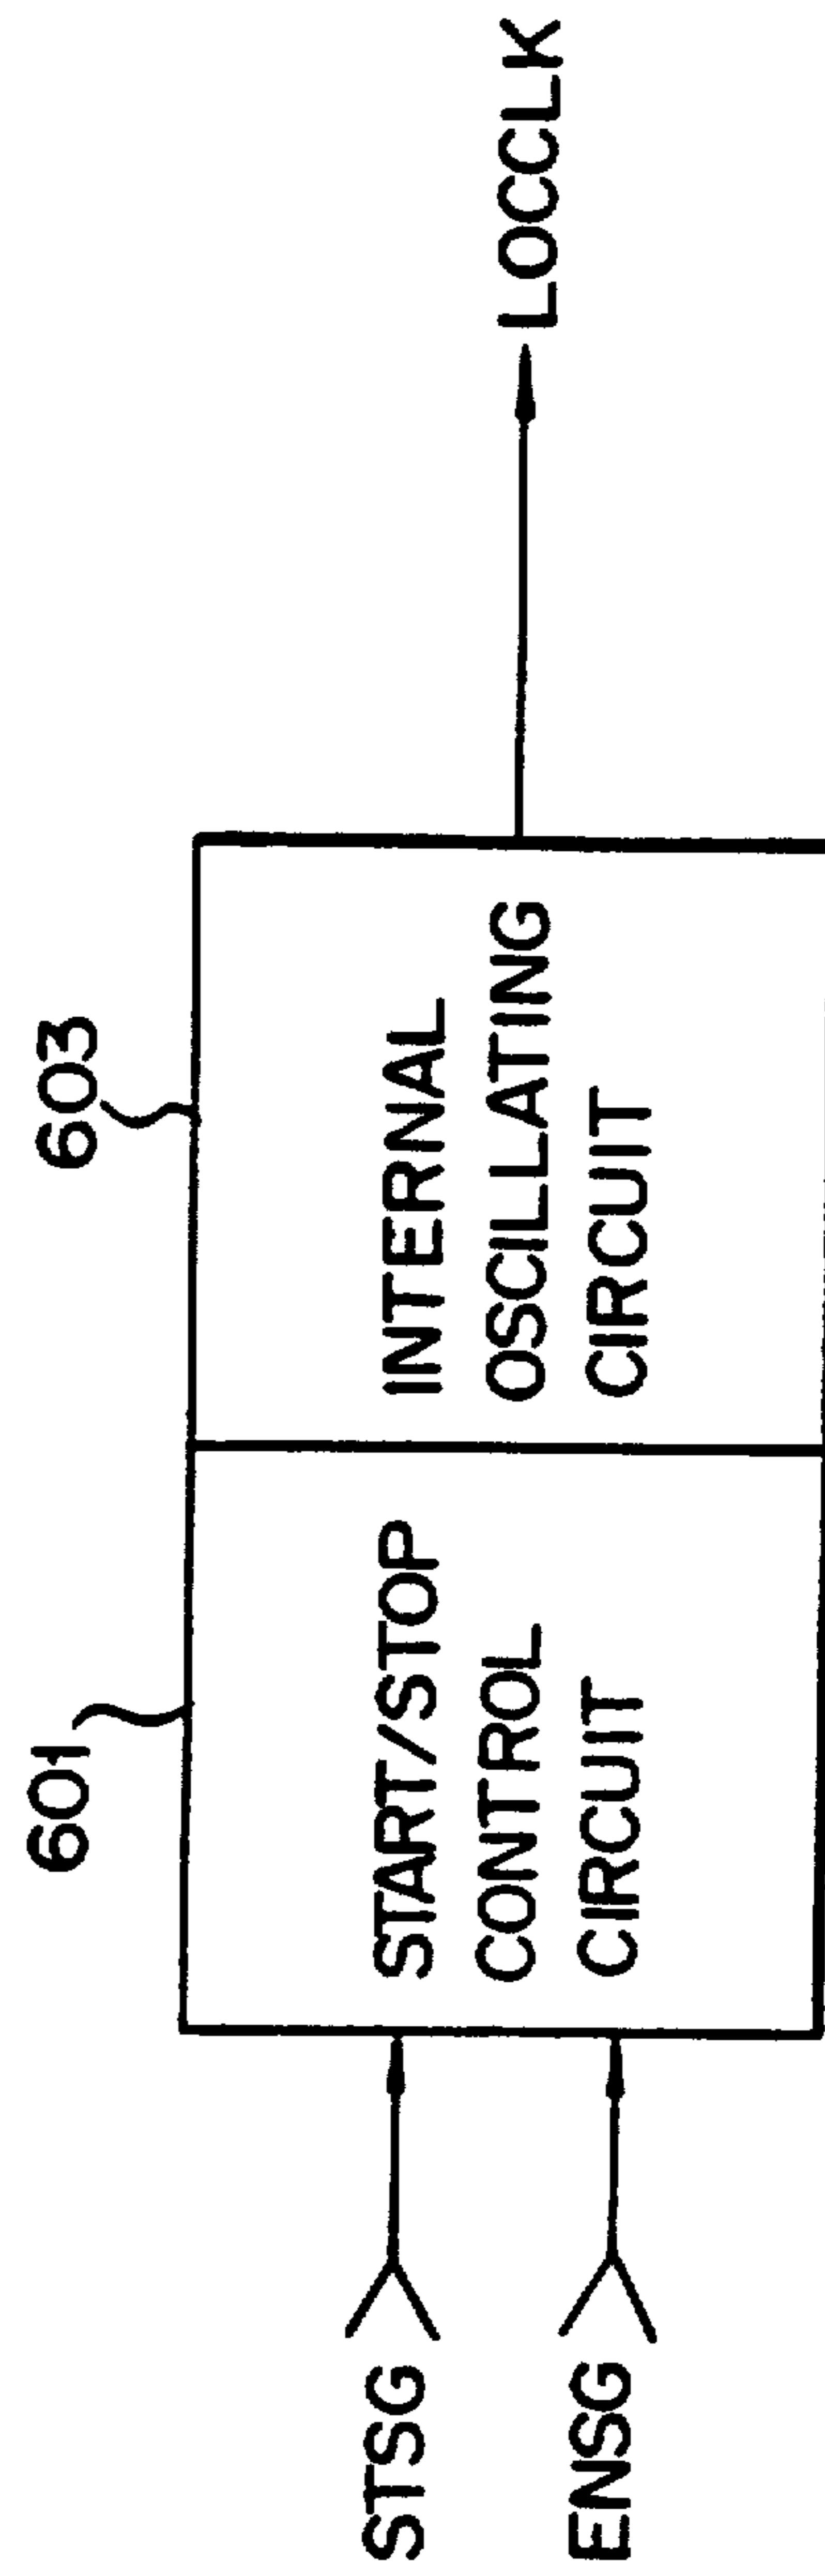 601
603
STSG
ENSG
START/STOP
CONTROL
CIRCUIT
INTERNAL
OSCILLATING
CIRCUIT
LOCCLK